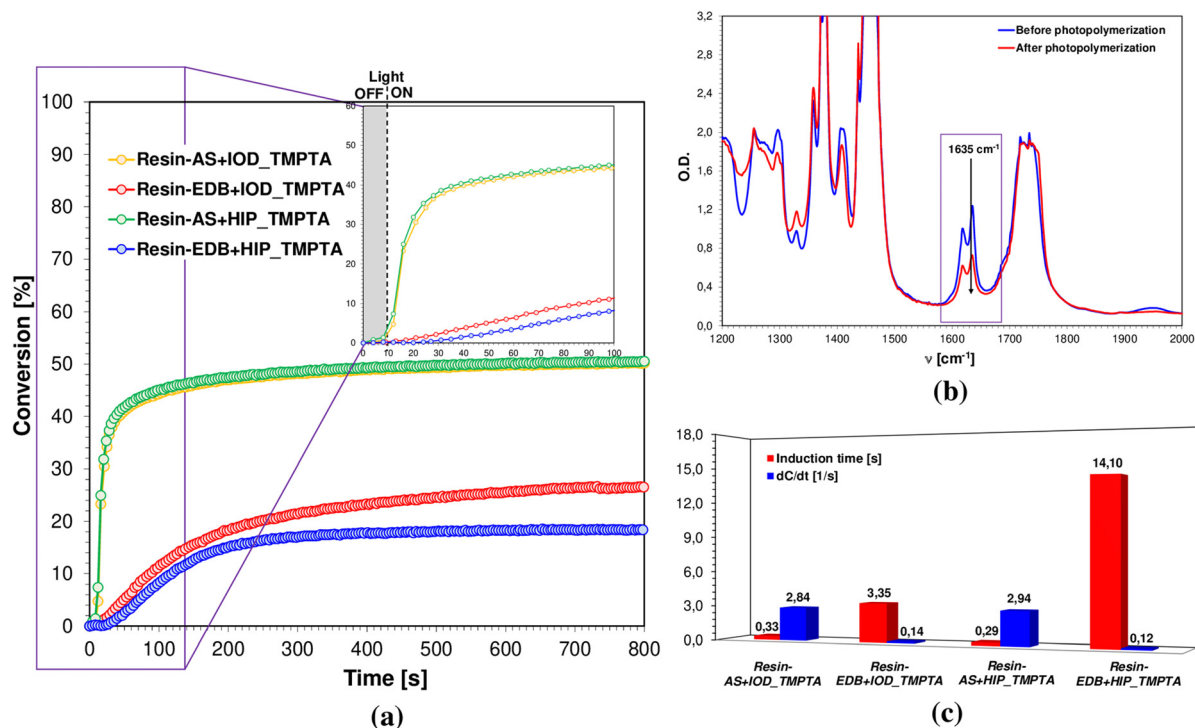 Light
OFF ON
100
90
80
70
60
50
40
30
20
10
0
Conversion [%]
Resin-AS+IOD_TMPTA
Resin-EDB+IOD_TMPTA
Resin-AS+HIP_TMPTA
Resin-EDB+HIP_TMPTA
60
50
40
30
20
10
0
0 10 20 30 40 50 60 70 80 90 100
0 100 200 300 400 500 600 700 800
Time [s]
(a)
3,2
2,8
2,4
2,0
1,6
1,2
0,8
0,4
0,0
O.D.
Before photopolymerization
After photopolymerization
1635 cm-1
1200 1300 1400 1500 1600 1700 1800 1900 2000
ν [cm-1]
(b)
18,0
15,0
12,0
9,0
6,0
3,0
0,0
Induction time [s]
dC/dt [1/s]
0,33
2,84
3,35
0,14
0,29
2,94
14,10
0,12
Resin-
AS+IOD_TMPTA
Resin-
EDB+IOD_TMPTA
Resin-
AS+HIP_TMPTA
Resin-
EDB+HIP_TMPTA
(c)